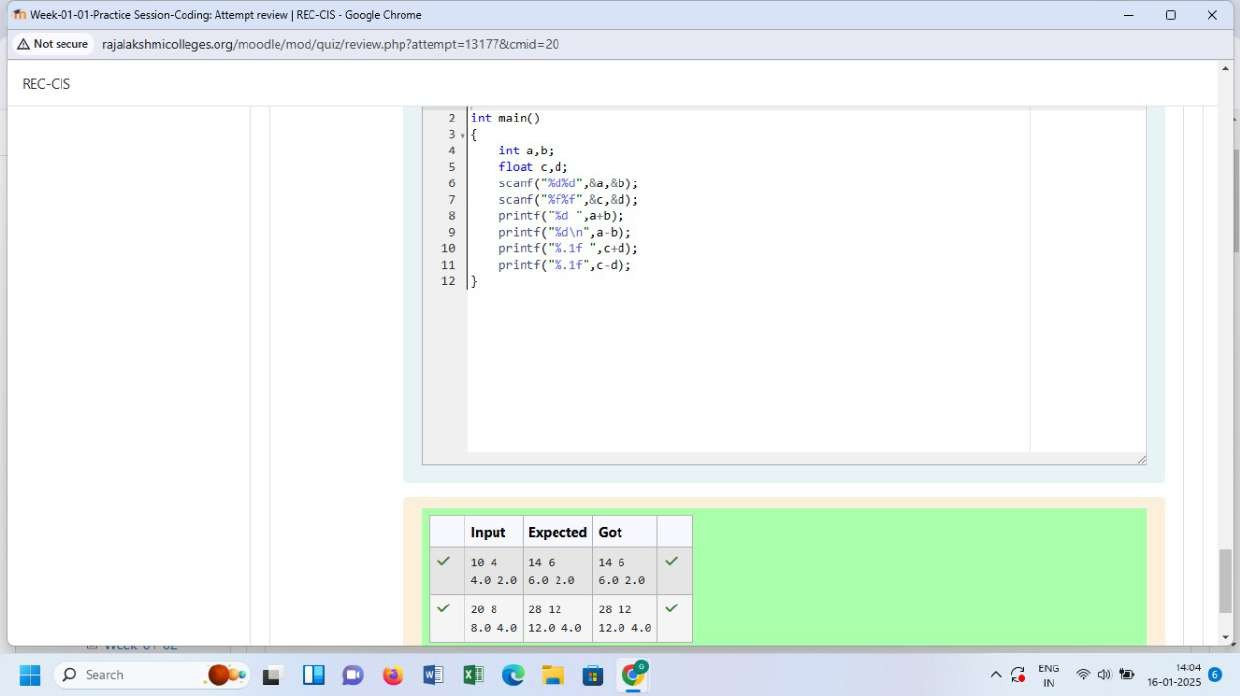 Week-01-01-Practice Session-Coding: Attempt review | REC-CIS - Google Chrome
Not secure rajalakshmicolleges.org/moodle/mod/quiz/review.php?attempt=13177&cmid=20
REC-CIS
2 int main()
3 {
4 int a,b;
5 float c,d;
6 scanf("%d%d",&a,&b);
7 scanf("%f%f",&c,&d);
8 printf("%d ",a+b);
9 printf("%d\n",a-b);
10 printf("%.1f ",c+d);
11 printf("%.1f",c-d);
12 }
Input Expected Got
10 4 14 6 14 6
4.0 2.0 6.0 2.0 6.0 2.0
20 8 28 12 28 12
8.0 4.0 12.0 4.0 12.0 4.0
Search
ENG
IN
14:04
16-01-2025
6